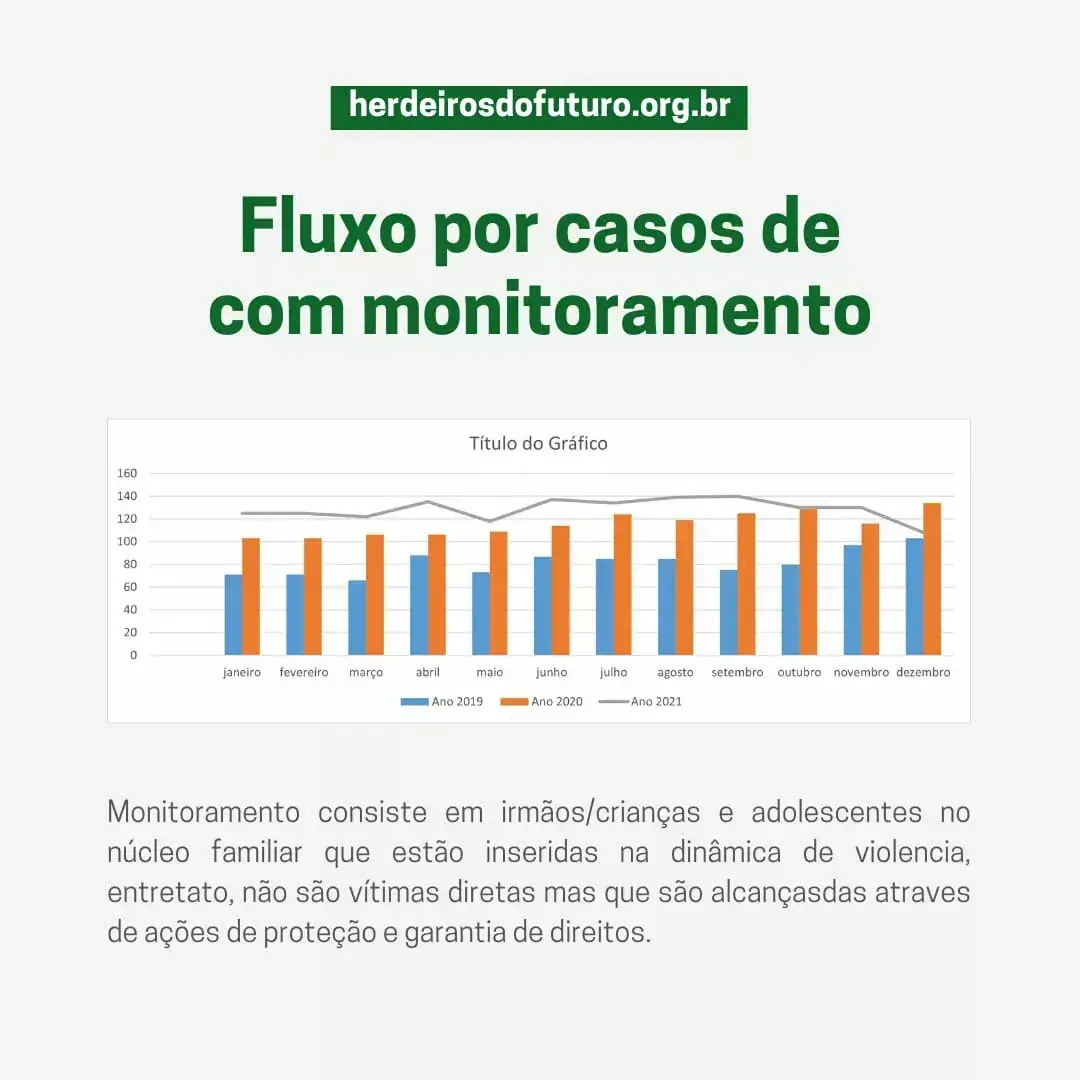 herdeirosdofuturo.org.br
Fluxo por casos de
com monitoramento
Título do Gráfico
160
140
120
100
80
60
40
20
0
janeiro fevereiro março abril maio junho julho agosto setembro outubro novembro dezembro
Ano 2019 Ano 2020 Ano 2021
Monitoramento consiste em irmãos/crianças e adolescentes no
núcleo familiar que estão inseridas na dinâmica de violencia,
entretato, não são vítimas diretas mas que são alcançasdas atraves
de ações de proteção e garantia de direitos.